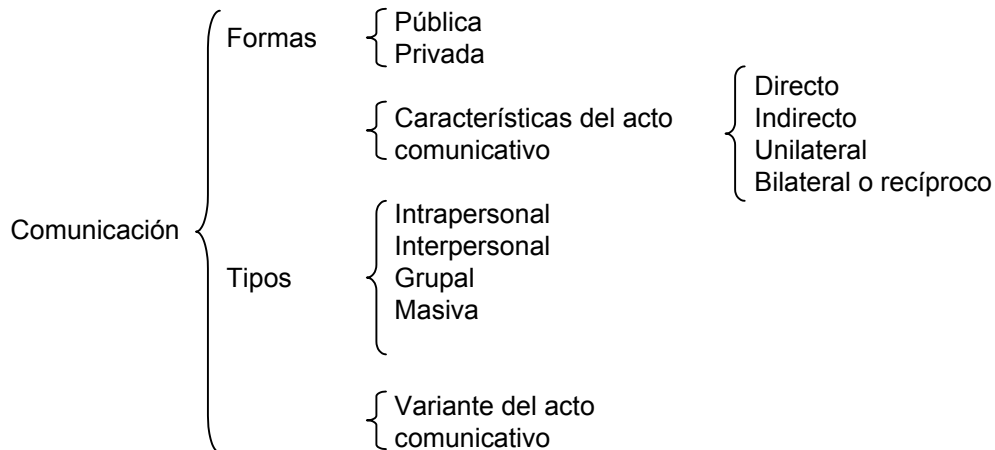 Formas
Pública
Privada
Características del acto
comunicativo
Directo
Indirecto
Unilateral
Bilateral o recíproco
Comunicación
Tipos
Intrapersonal
Interpersonal
Grupal
Masiva
Variante del acto
comunicativo